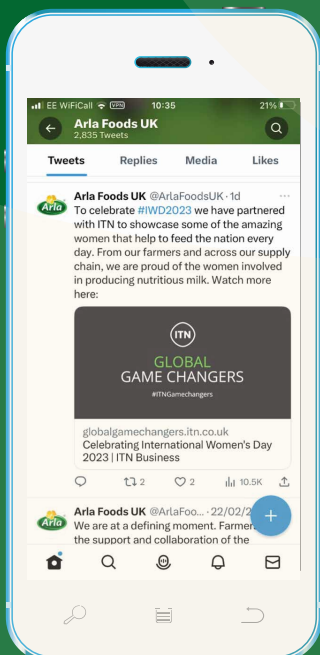 EE WiFiCall VPN 10:35 21%
Arla Foods UK
2,835 Tweets
Tweets Replies Media Likes
Arla
Arla Foods UK @ArlaFoodsUK · 1d ...
To celebrate #IWD2023 we have partnered
with ITN to showcase some of the amazing
women that help to feed the nation every
day. From our farmers and across our supply
chain, we are proud of the women involved
in producing nutritious milk. Watch more
here:
ITN
GLOBAL
GAME CHANGERS
#ITNGamechangers
globalgamechangers.itn.co.uk
Celebrating International Women's Day
2023 | ITN Business
2 2 10.5K
Arla
Arla Foods UK @ArlaFoo... · 22/02/2
We are at a defining moment. Farmer
the support and collaboration of the